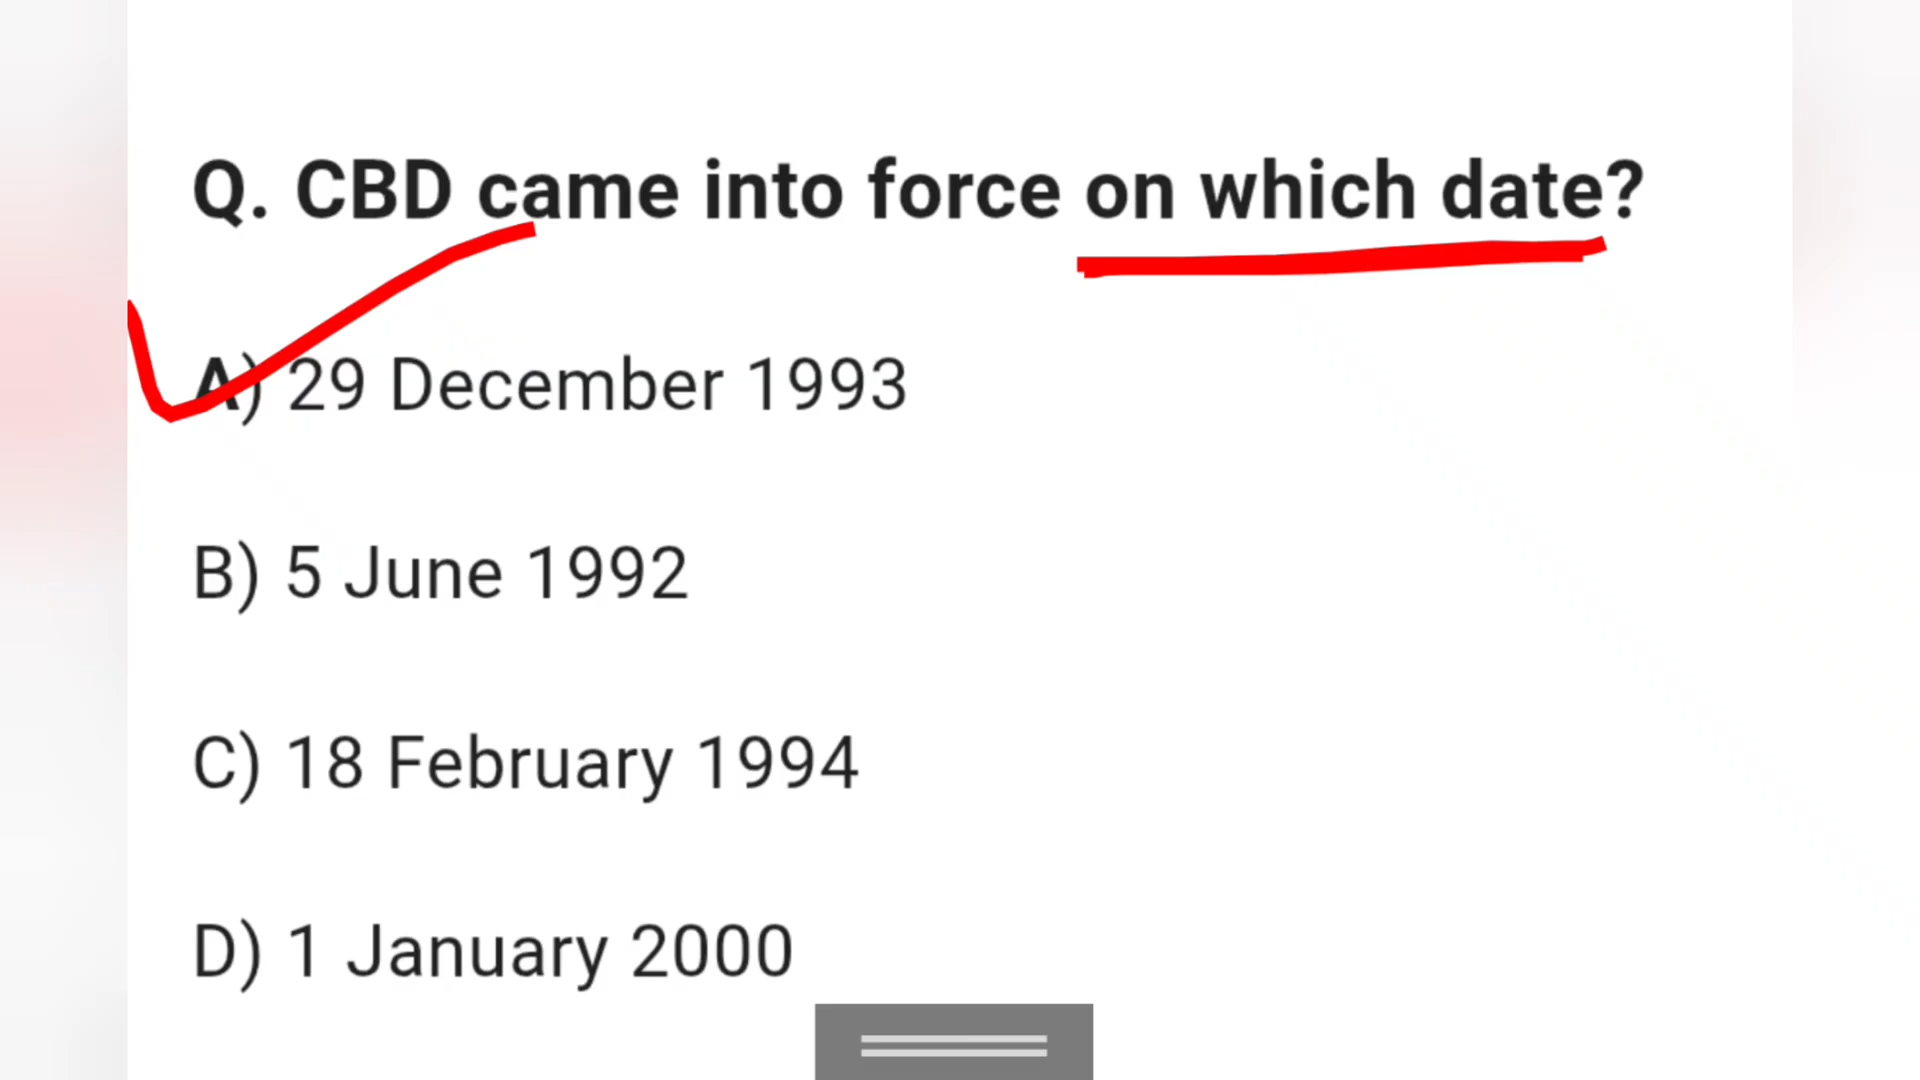 Q. CBD came into force on which date?
A) 29 December 1993
B) 5 June 1992
C) 18 February 1994
D) 1 January 2000